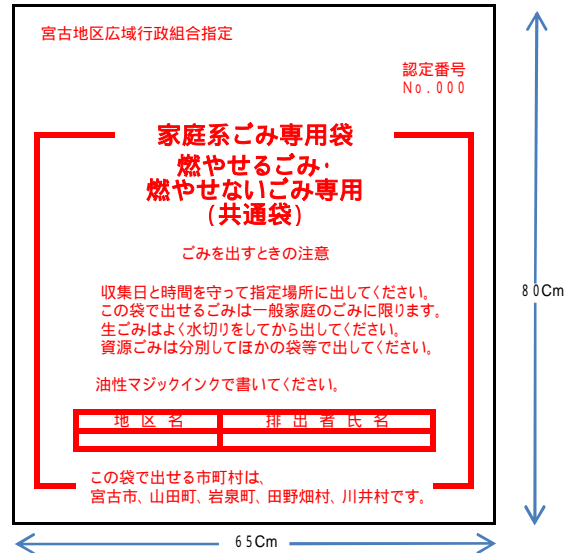 宮古地区広域行政組合指定
認定番号
No.000
家庭系ごみ専用袋
燃やせるごみ・
燃やせないごみ専用
(共通袋)
ごみを出すときの注意
収集日と時間を守って指定場所に出してください。
この袋で出せるごみは一般家庭のごみに限ります。
生ごみはよく水切りをしてから出してください。
資源ごみは分別してほかの袋等で出してください。
油性マジックインクで書いてください。
地区名 排出者氏名
この袋で出せる市町村は、
宮古市、山田町、岩泉町、田野畑村、川井村です。
80Cm
65Cm